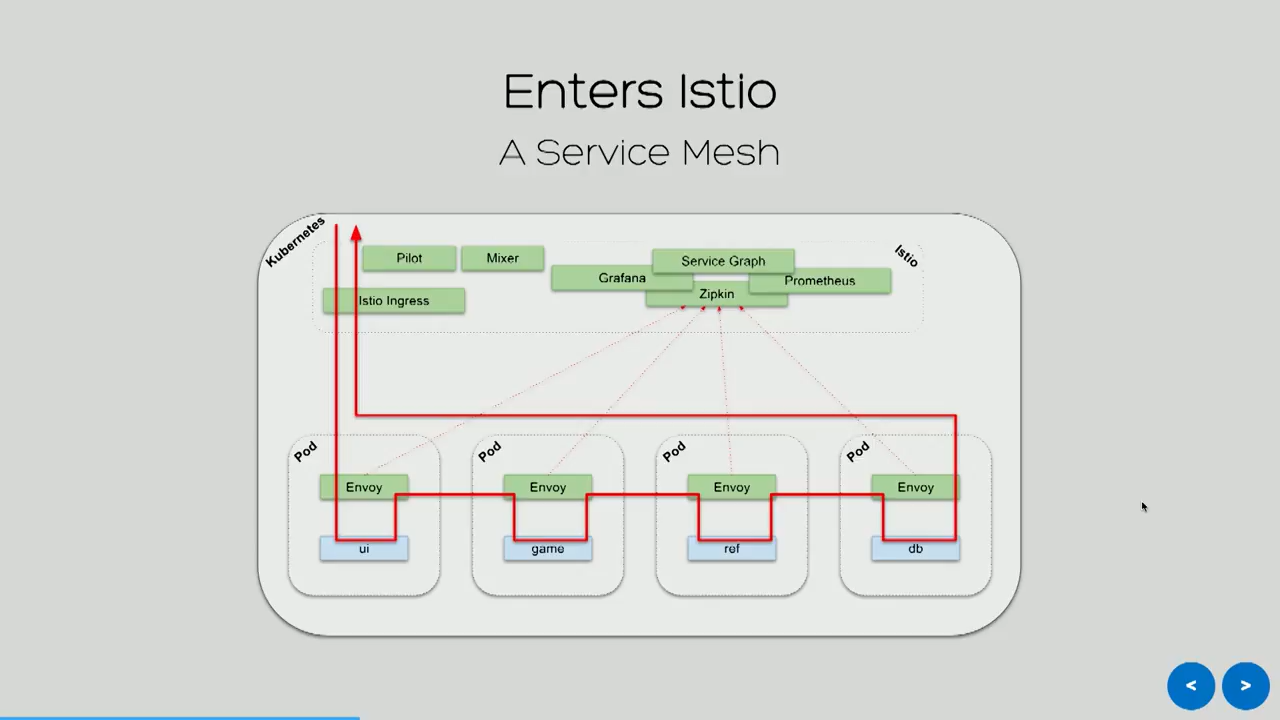 Enters Istio
A Service Mesh
Kubernetes
Istio
Pilot
Mixer
Service Graph
Grafana
Prometheus
Zipkin
Istio Ingress
Pod
Pod
Pod
Pod
Envoy
Envoy
Envoy
Envoy
ui
game
ref
db
<
>